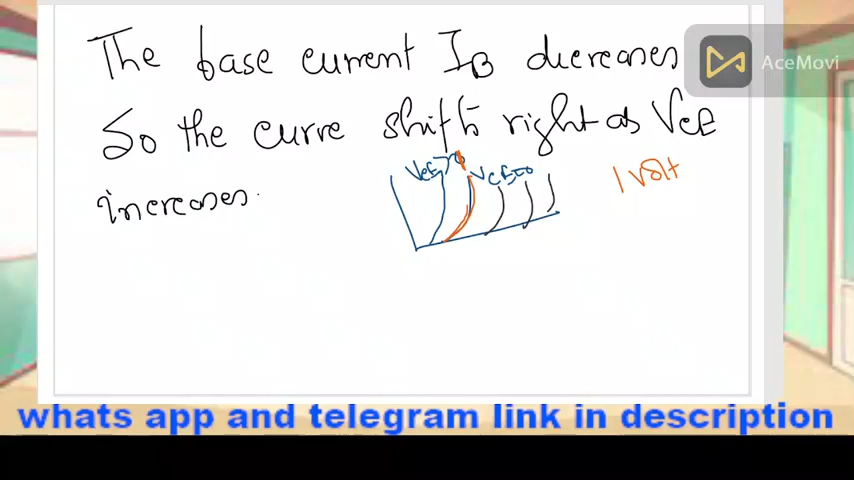 The base current IB decreases
AceMovi
So the curve shifts right as VCE
increases.
VCE>0
VCE=0
1 volt
whats app and telegram link in description